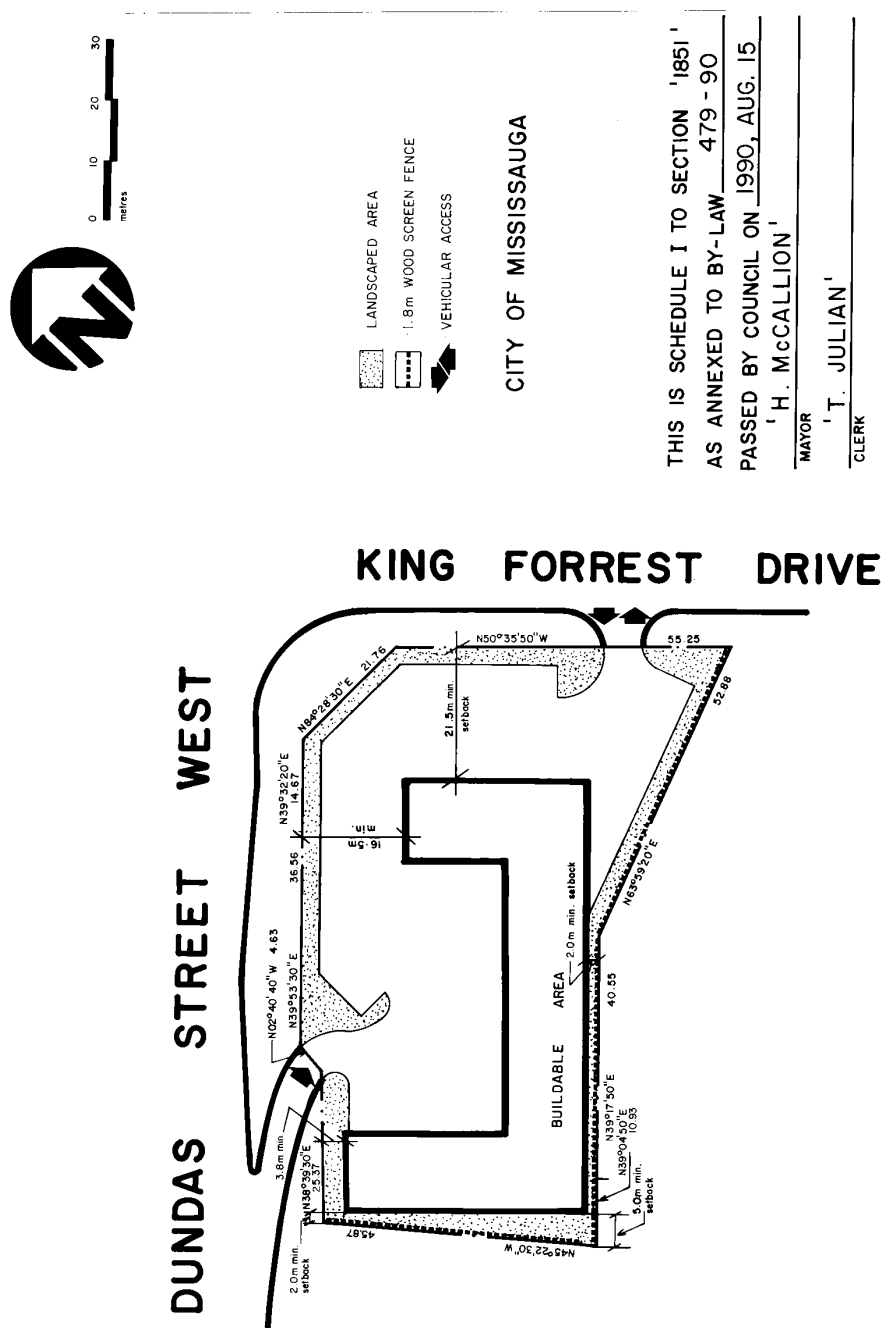 DUNDAS STREET WEST
KING FORREST DRIVE
N
0 10 20 30
metres
LANDSCAPED AREA
1.8m WOOD SCREEN FENCE
VEHICULAR ACCESS
CITY OF MISSISSAUGA
THIS IS SCHEDULE I TO SECTION '1851'
AS ANNEXED TO BY-LAW 479-90
PASSED BY COUNCIL ON 1990, AUG. 15
'H. McCALLION'
MAYOR
'T. JULIAN'
CLERK
N02°40'40"W 4.63
N39°53'30"E
36.56
N39°32'20"E
14.67
N84°28'30"E 21.76
N50°35'50"W
55.25
52.88
N63°59'20"E
21.5m min.
setback
16.5m
min.
2.0m min. setback
BUILDABLE AREA
40.55
N39°17'50"E
N39°04'50"E
10.93
5.0m min.
setback
3.8m min.
N38°39'30"E
25.37
2.0m min.
setback
45.87
N45°22'30"W